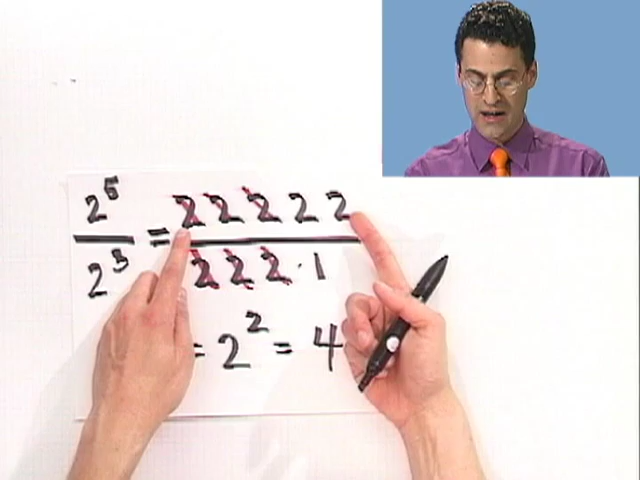 2⁵ = 2 2 2 2 2
2³ 2 2 2 · 1
= 2² = 4